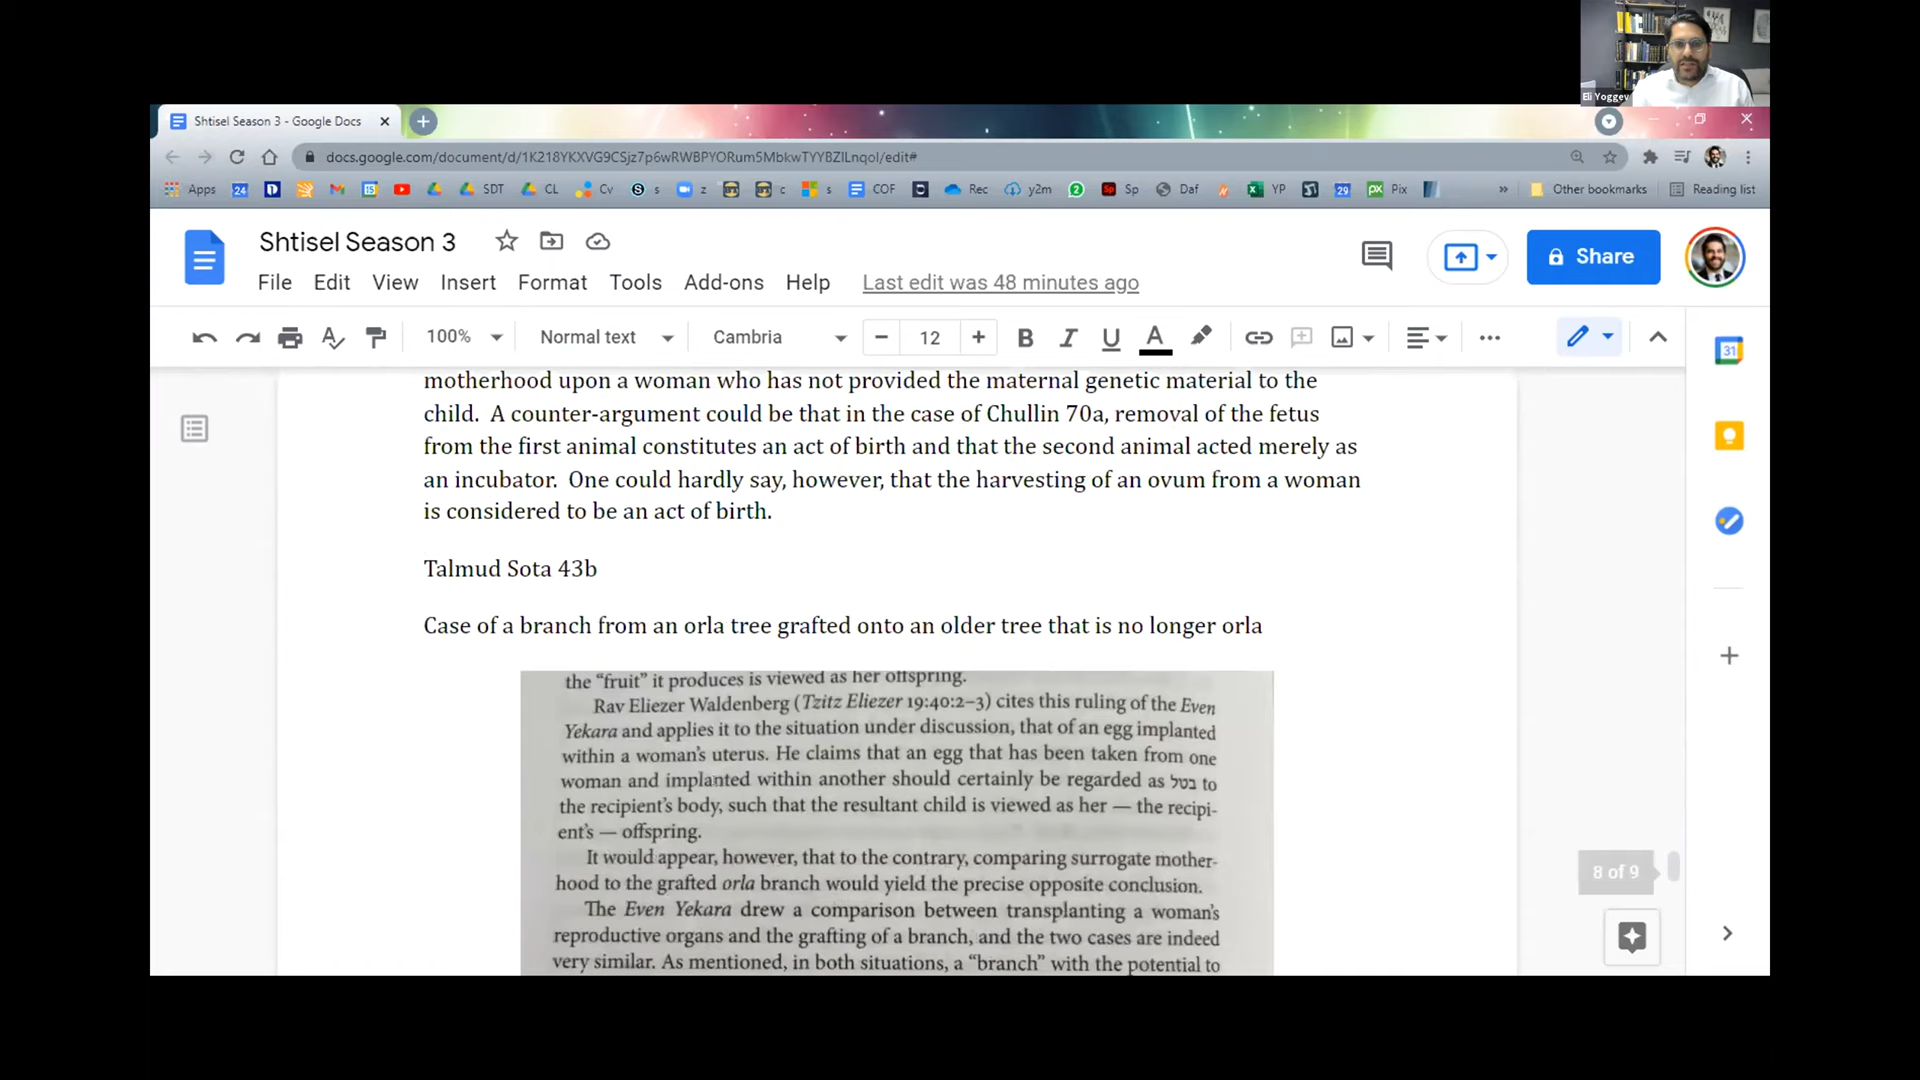 Eli Yoggev
Shtisel Season 3 - Google Docs
docs.google.com/document/d/1K218YKXVG9CSjz7p6wRWBPYORum5MbkwTYYBZlLnqoI/edit#
Apps 24 15 SDT CL Cv s z c s COF Rec y2m 2 Sp Sp Daf YP 29 px Pix » Other bookmarks Reading list
Shtisel Season 3
File Edit View Insert Format Tools Add-ons Help Last edit was 48 minutes ago
Share
100% Normal text Cambria 12 B I U A
31
motherhood upon a woman who has not provided the maternal genetic material to the
child. A counter-argument could be that in the case of Chullin 70a, removal of the fetus
from the first animal constitutes an act of birth and that the second animal acted merely as
an incubator. One could hardly say, however, that the harvesting of an ovum from a woman
is considered to be an act of birth.
Talmud Sota 43b
Case of a branch from an orla tree grafted onto an older tree that is no longer orla
the “fruit” it produces is viewed as her offspring.
Rav Eliezer Waldenberg (Tzitz Eliezer 19:40:2–3) cites this ruling of the Even
Yekara and applies it to the situation under discussion, that of an egg implanted
within a woman's uterus. He claims that an egg that has been taken from one
woman and implanted within another should certainly be regarded as בטל to
the recipient's body, such that the resultant child is viewed as her — the recipi-
ent's — offspring.
It would appear, however, that to the contrary, comparing surrogate mother-
hood to the grafted orla branch would yield the precise opposite conclusion.
The Even Yekara drew a comparison between transplanting a woman's
reproductive organs and the grafting of a branch, and the two cases are indeed
very similar. As mentioned, in both situations, a “branch” with the potential to
8 of 9